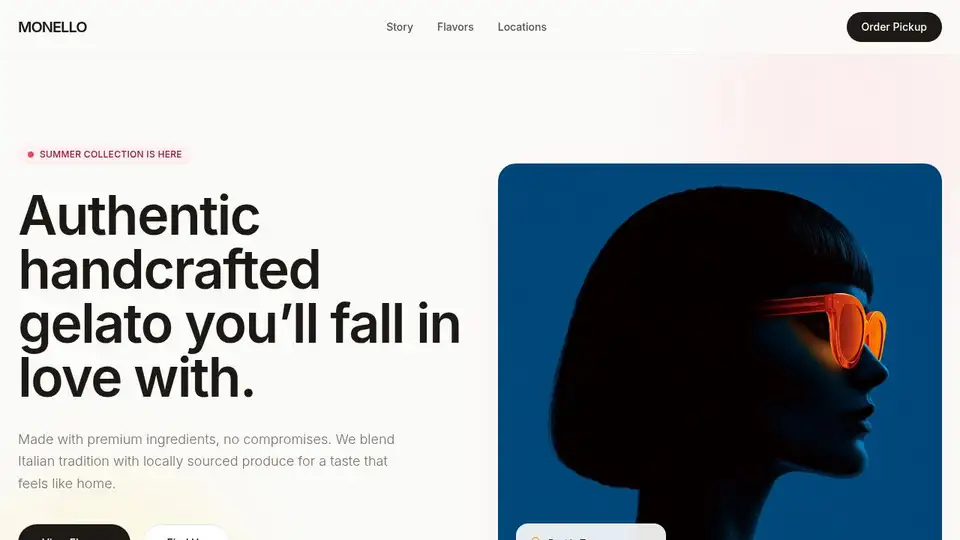 MONELLO
Story
Flavors
Locations
Order Pickup
SUMMER COLLECTION IS HERE
Authentic
handcrafted
gelato you’ll fall in
love with.
Made with premium ingredients, no compromises. We blend
Italian tradition with locally sourced produce for a taste that
feels like home.